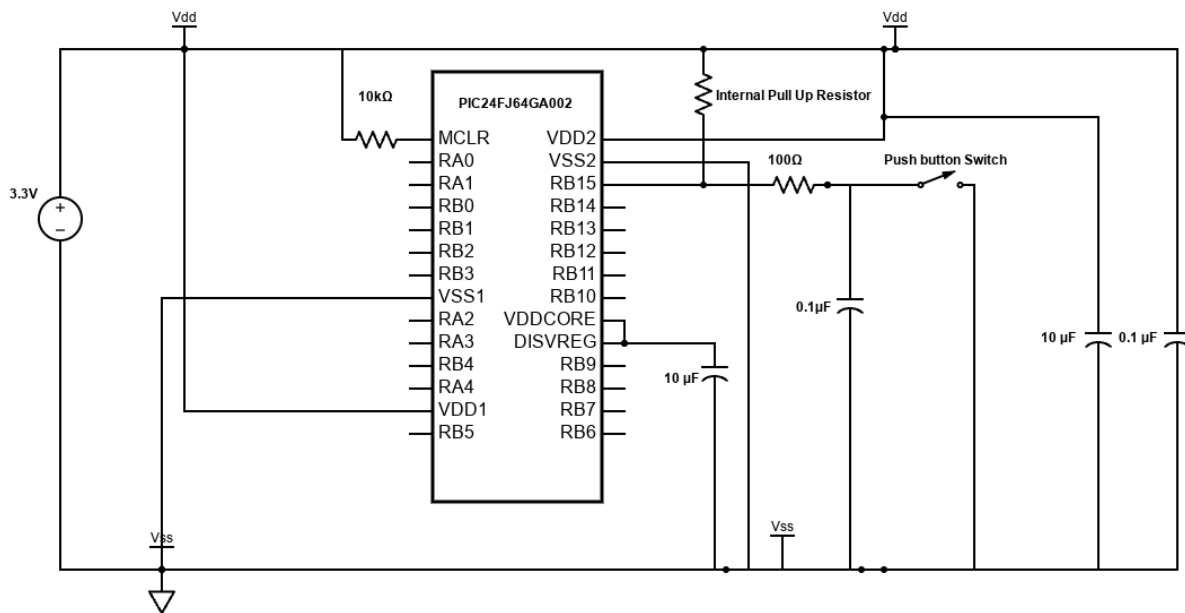 Vdd
Vdd
10kΩ
PIC24FJ64GA002
Internal Pull Up Resistor
MCLR
VDD2
RA0
VSS2
100Ω
Push button Switch
RA1
RB15
3.3V
RB0
RB14
RB1
RB13
RB2
RB12
RB3
RB11
VSS1
RB10
0.1µF
RA2
VDDCORE
RA3
DISVREG
10 µF
0.1 µF
RB4
RB9
10 µF
RA4
RB8
VDD1
RB7
RB5
RB6
Vss
Vss